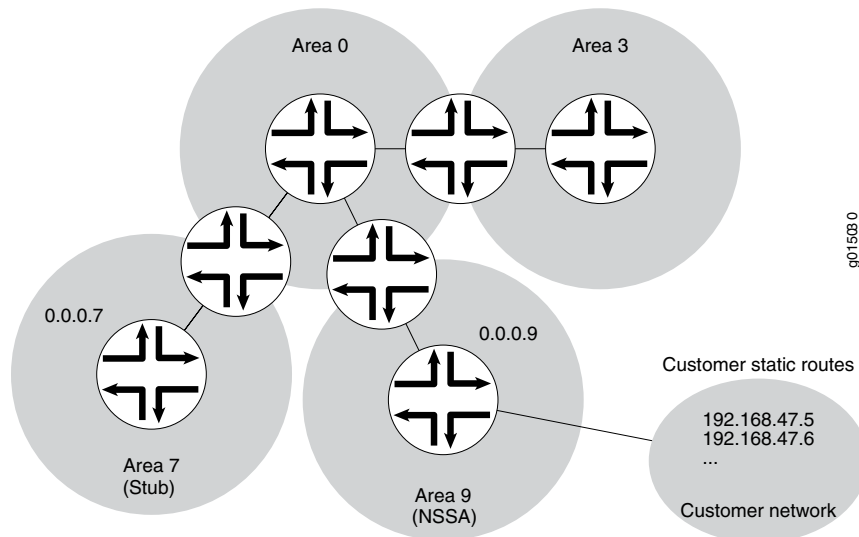 Area 0
Area 3
g015030
0.0.0.7
0.0.0.9
Customer static routes
192.168.47.5
192.168.47.6
...
Area 7
(Stub)
Area 9
(NSSA)
Customer network